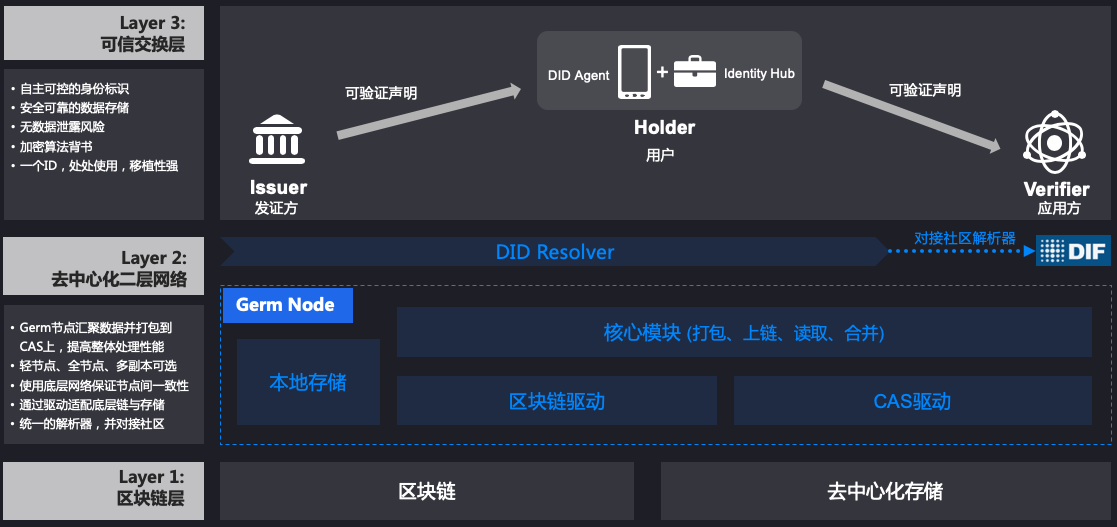 Layer 3:
可信交换层
• 自主可控的身份标识
• 安全可靠的数据存储
• 无数据泄露风险
• 加密算法背书
• 一个ID，处处使用，移植性强
DID Agent
+
Identity Hub
可验证声明
可验证声明
Holder
用户
Issuer
发证方
Verifier
应用方
Layer 2:
去中心化二层网络
• Germ节点汇聚数据并打包到
CAS上，提高整体处理性能
• 轻节点、全节点、多副本可选
• 使用底层网络保证节点间一致性
• 通过驱动适配底层链与存储
• 统一的解析器，并对接社区
DID Resolver
对接社区解析器
DIF
Germ Node
核心模块 (打包、上链、读取、合并)
本地存储
区块链驱动
CAS驱动
Layer 1:
区块链层
区块链
去中心化存储